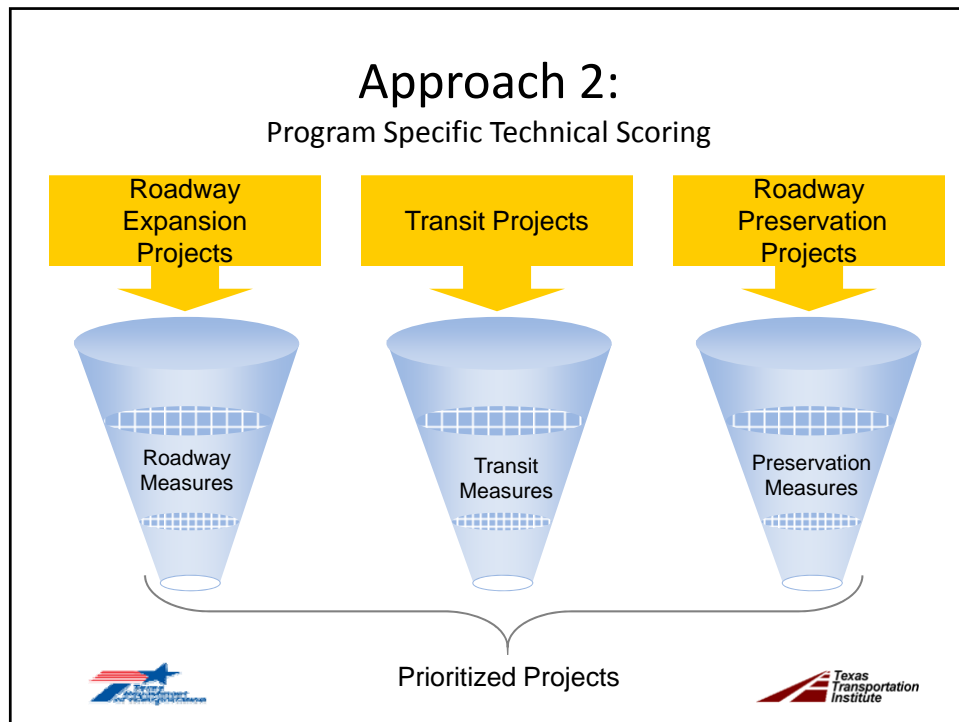 Approach 2:
Program Specific Technical Scoring
Roadway
Expansion
Projects
Transit Projects
Roadway
Preservation
Projects
Roadway
Measures
Transit
Measures
Preservation
Measures
Prioritized Projects
Texas
Transportation
Institute